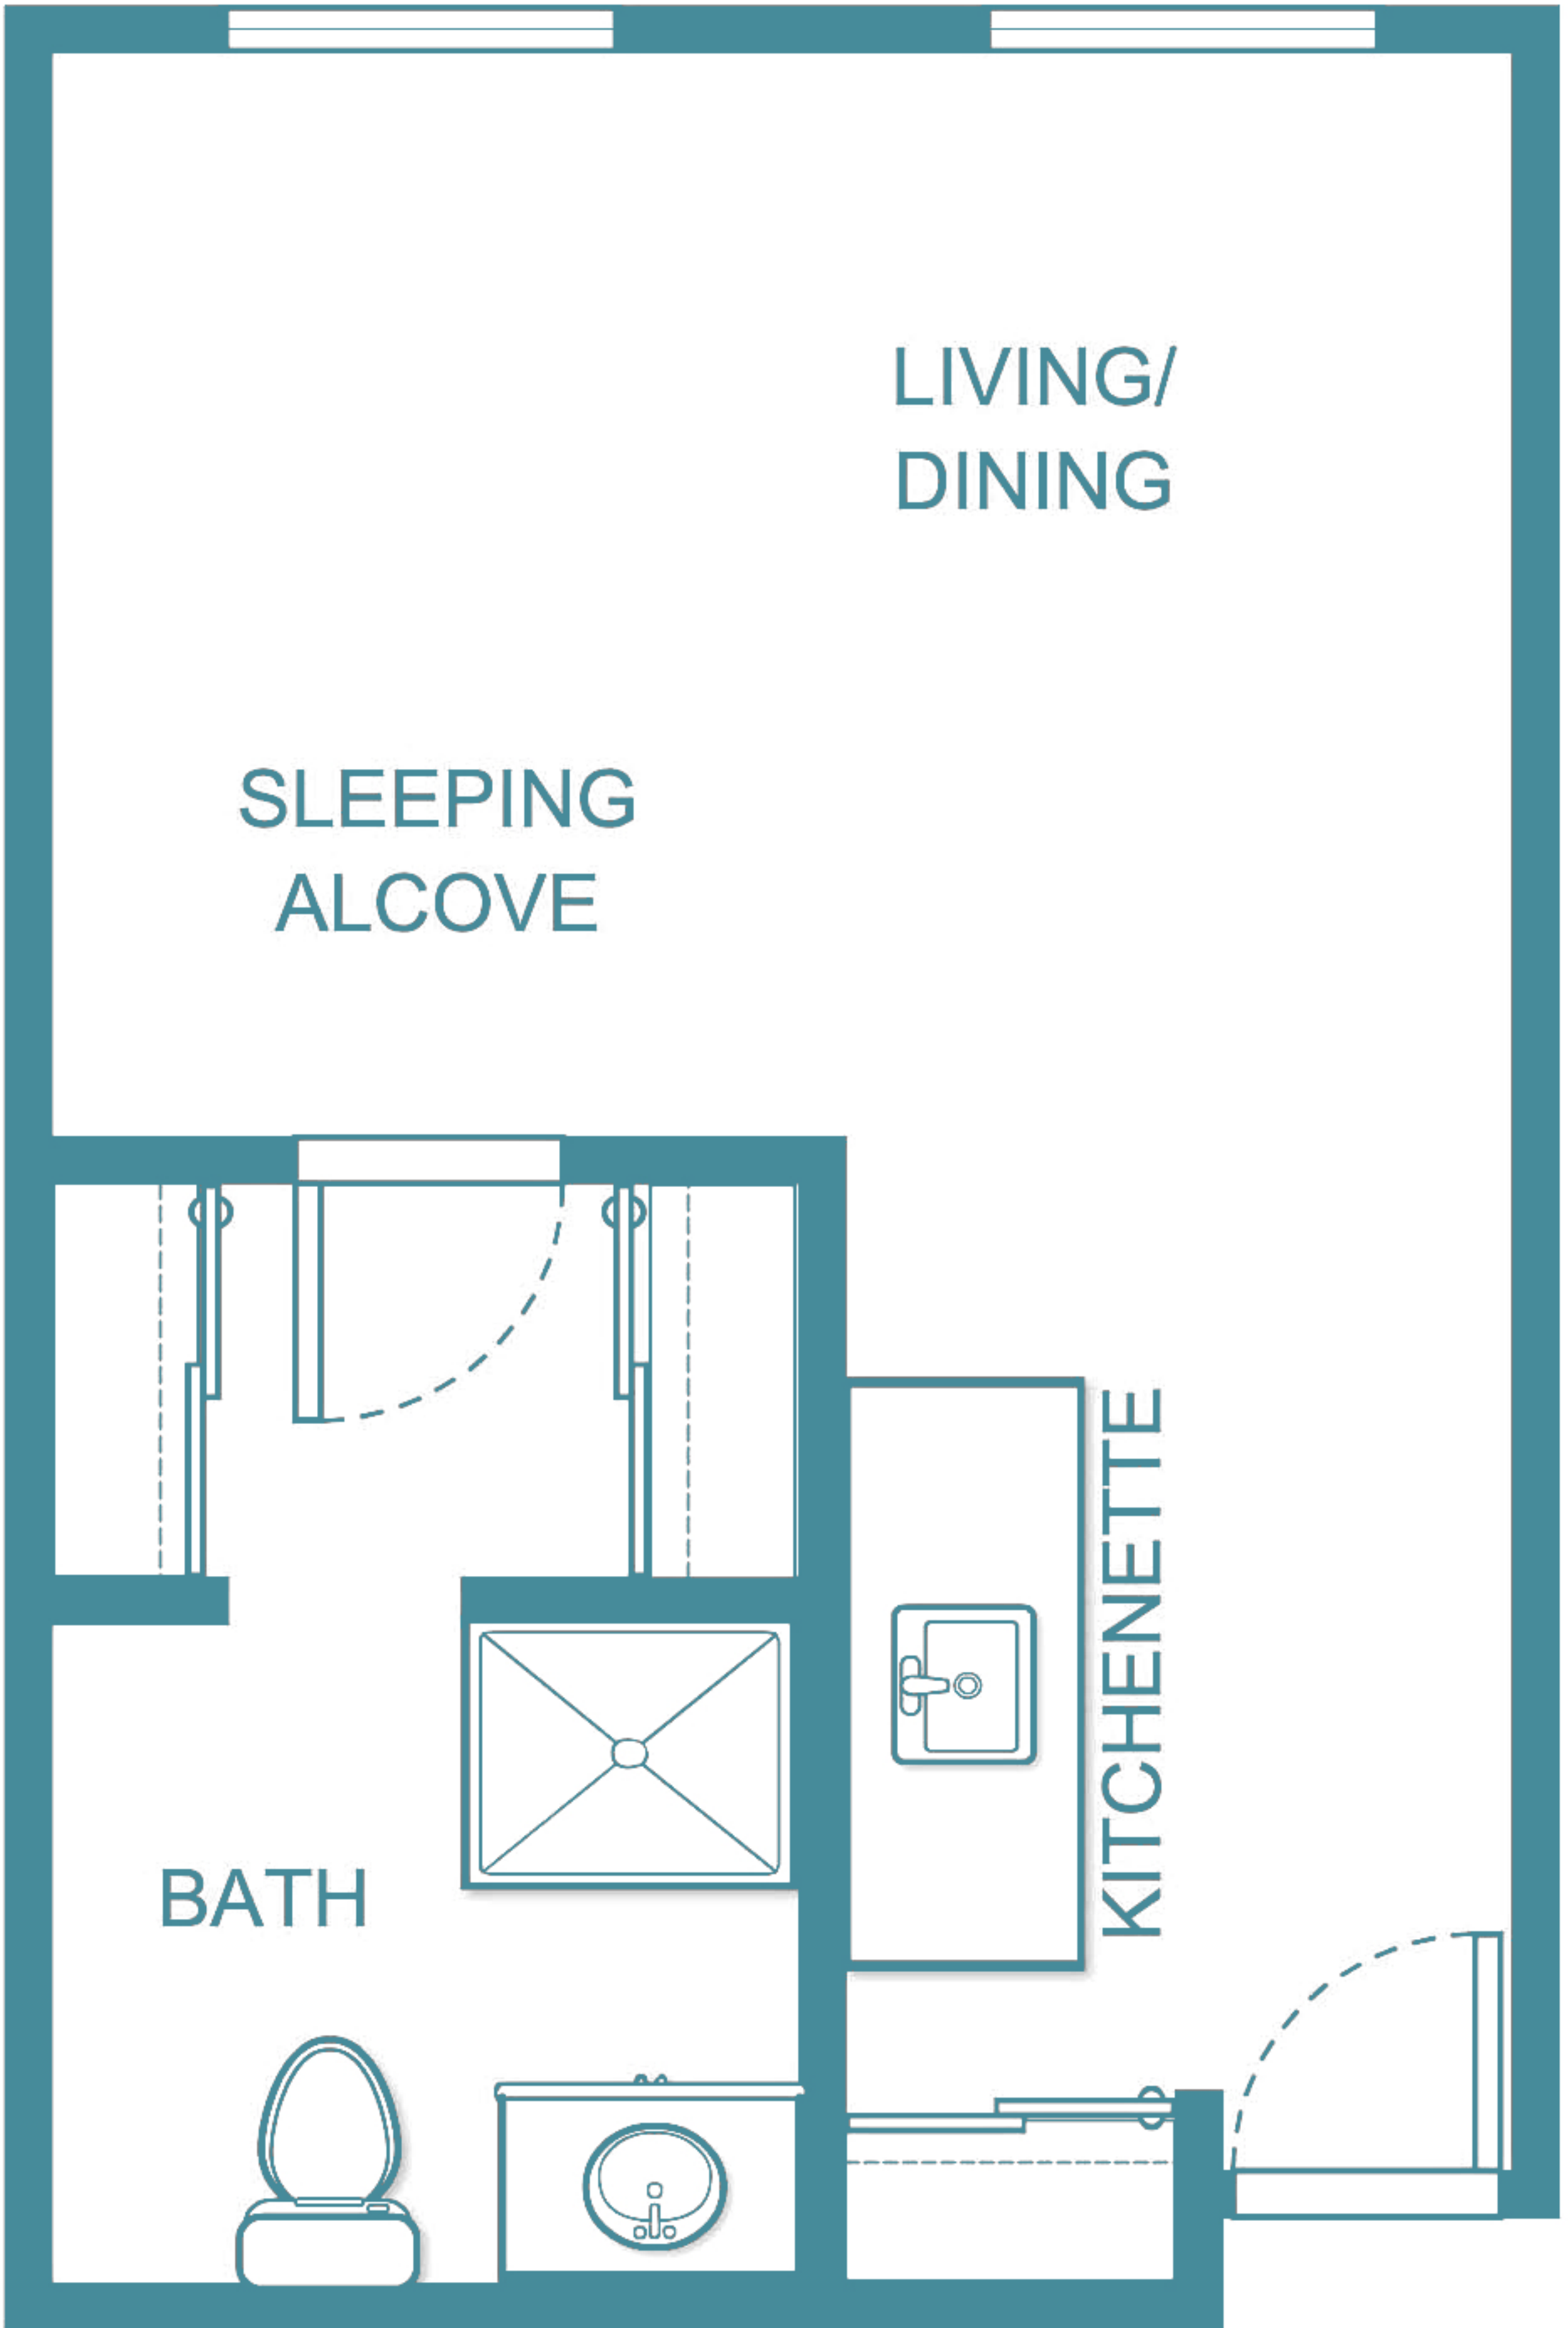 LIVING/
DINING
SLEEPING
ALCOVE
KITCHENETTE
BATH